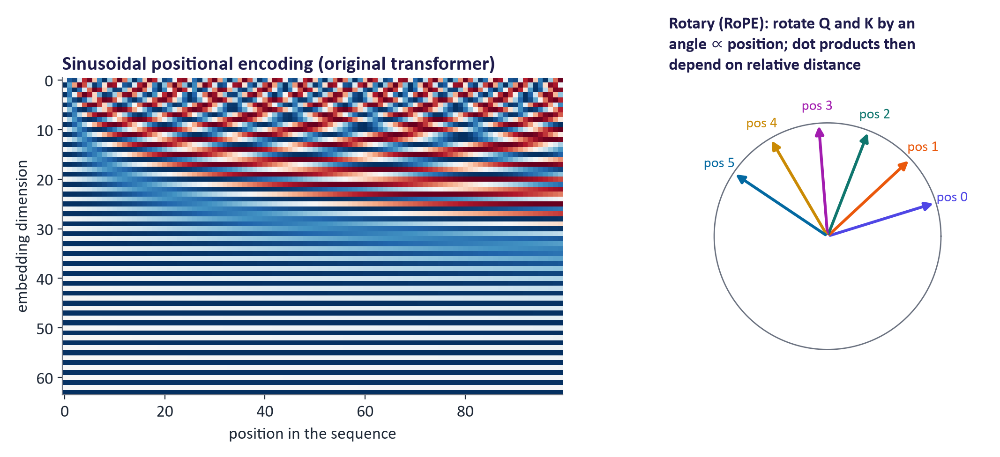 Sinusoidal positional encoding (original transformer)
0
10
20
30
40
50
60
embedding dimension
0
20
40
60
80
position in the sequence
Rotary (RoPE): rotate Q and K by an
angle ∝ position; dot products then
depend on relative distance
pos 3
pos 2
pos 4
pos 1
pos 5
pos 0